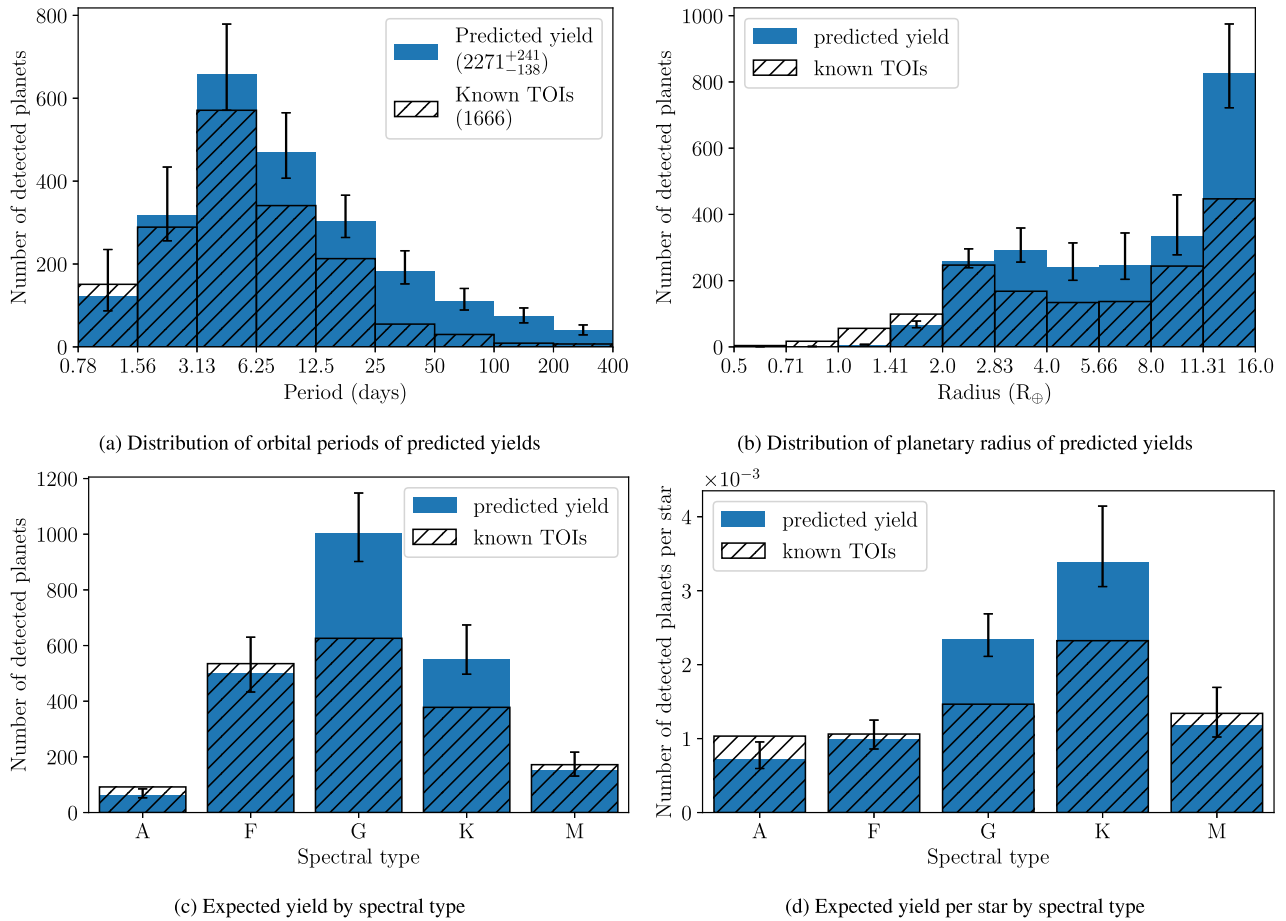 800
600
400
200
0
Number of detected planets
Predicted yield
(2271+241−138)
Known TOIs
(1666)
0.78 1.56 3.13 6.25 12.5 25 50 100 200 400
Period (days)
(a) Distribution of orbital periods of predicted yields
1000
800
600
400
200
0
Number of detected planets
predicted yield
known TOIs
0.5 0.71 1.0 1.41 2.0 2.83 4.0 5.66 8.0 11.31 16.0
Radius (R⊕)
(b) Distribution of planetary radius of predicted yields
1200
1000
800
600
400
200
0
Number of detected planets
predicted yield
known TOIs
A F G K M
Spectral type
(c) Expected yield by spectral type
×10−3
4
3
2
1
0
Number of detected planets per star
predicted yield
known TOIs
A F G K M
Spectral type
(d) Expected yield per star by spectral type